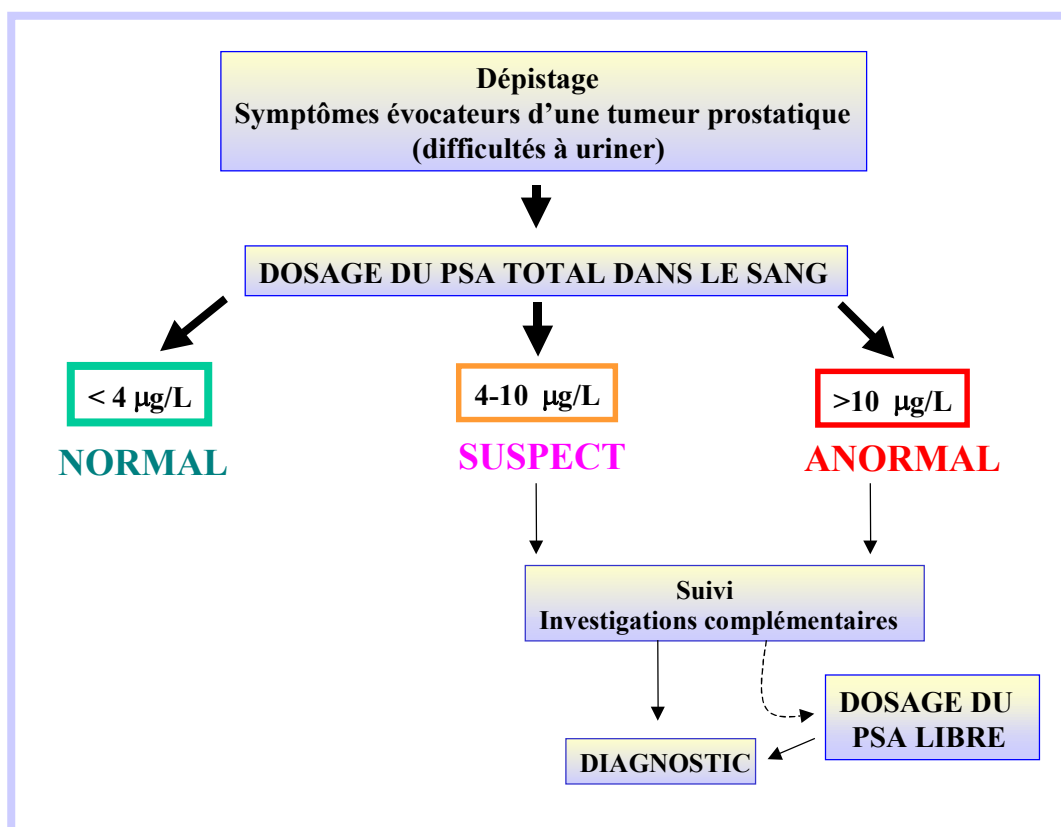 Dépistage
Symptômes évocateurs d’une tumeur prostatique
(difficultés à uriner)
DOSAGE DU PSA TOTAL DANS LE SANG
< 4 µg/L
4-10 µg/L
>10 µg/L
NORMAL
SUSPECT
ANORMAL
Suivi
Investigations complémentaires
DOSAGE DU
PSA LIBRE
DIAGNOSTIC